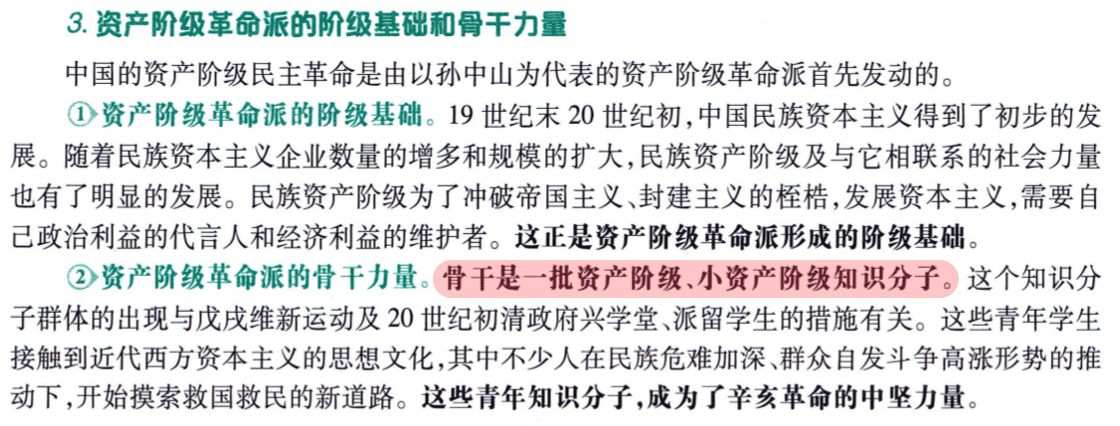 3. 资产阶级革命派的阶级基础和骨干力量
中国的资产阶级民主革命是由以孙中山为代表的资产阶级革命派首先发动的。
①资产阶级革命派的阶级基础。19 世纪末 20 世纪初,中国民族资本主义得到了初步的发
展。随着民族资本主义企业数量的增多和规模的扩大,民族资产阶级及与它相联系的社会力量
也有了明显的发展。民族资产阶级为了冲破帝国主义、封建主义的桎梏,发展资本主义,需要自
己政治利益的代言人和经济利益的维护者。这正是资产阶级革命派形成的阶级基础。
②资产阶级革命派的骨干力量。骨干是一批资产阶级、小资产阶级知识分子。这个知识分
子群体的出现与戊戌维新运动及 20 世纪初清政府兴学堂、派留学生的措施有关。这些青年学生
接触到近代西方资本主义的思想文化,其中不少人在民族危难加深、群众自发斗争高涨形势的推
动下,开始摸索救国救民的新道路。这些青年知识分子,成为了辛亥革命的中坚力量。